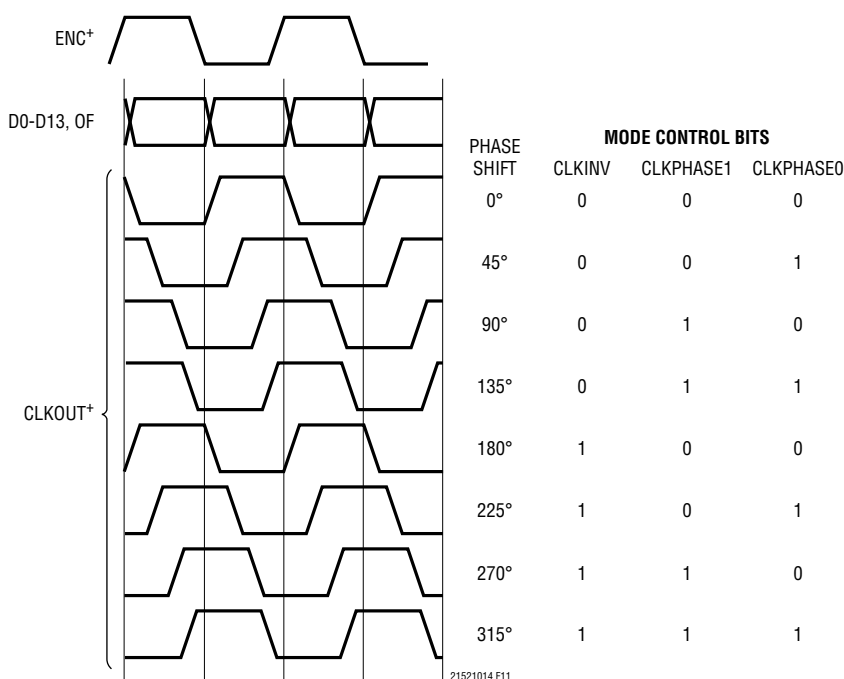 ENC+
D0-D13, OF
CLKOUT+
PHASE SHIFT
MODE CONTROL BITS
CLKINV CLKPHASE1 CLKPHASE0
0° 0 0 0
45° 0 0 1
90° 0 1 0
135° 0 1 1
180° 1 0 0
225° 1 0 1
270° 1 1 0
315° 1 1 1
21521014 F11